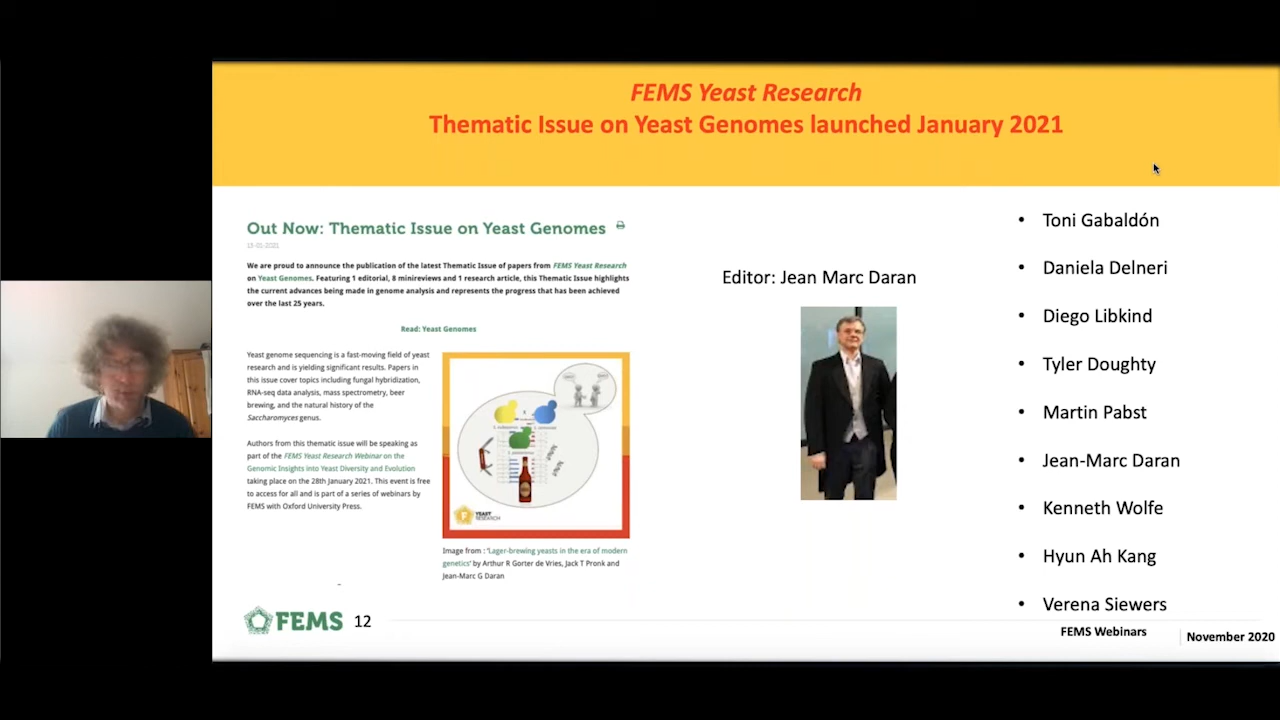 FEMS Yeast Research
Thematic Issue on Yeast Genomes launched January 2021
Out Now: Thematic Issue on Yeast Genomes
We are proud to announce the publication of the latest Thematic Issue of papers from FEMS Yeast Research
on Yeast Genomes. Featuring 1 editorial, 8 minireviews and 1 research article, this Thematic Issue highlights
the current advances being made in genome analysis and represents the progress that has been achieved
over the last 25 years.
Read: Yeast Genomes
Yeast genome sequencing is a fast-moving field of yeast
research and is yielding significant results. Papers in
this issue cover topics including fungal hybridization,
RNA-seq data analysis, mass spectrometry, beer
brewing, and the natural history of the
Saccharomyces genus.
Authors from this thematic issue will be speaking as
part of the FEMS Yeast Research Webinar on the
Genomic Insights into Yeast Diversity and Evolution
taking place on the 28th January 2021. This event is free
to access for all and is part of a series of webinars by
FEMS with Oxford University Press.
YEAST
RESEARCH
Image from : 'Lager-brewing yeasts in the era of modern
genetics' by Arthur R Gorter de Vries, Jack T Pronk and
Jean-Marc G Daran
Editor: Jean Marc Daran
• Toni Gabaldón
• Daniela Delneri
• Diego Libkind
• Tyler Doughty
• Martin Pabst
• Jean-Marc Daran
• Kenneth Wolfe
• Hyun Ah Kang
• Verena Siewers
FEMS 12
FEMS Webinars
November 2020